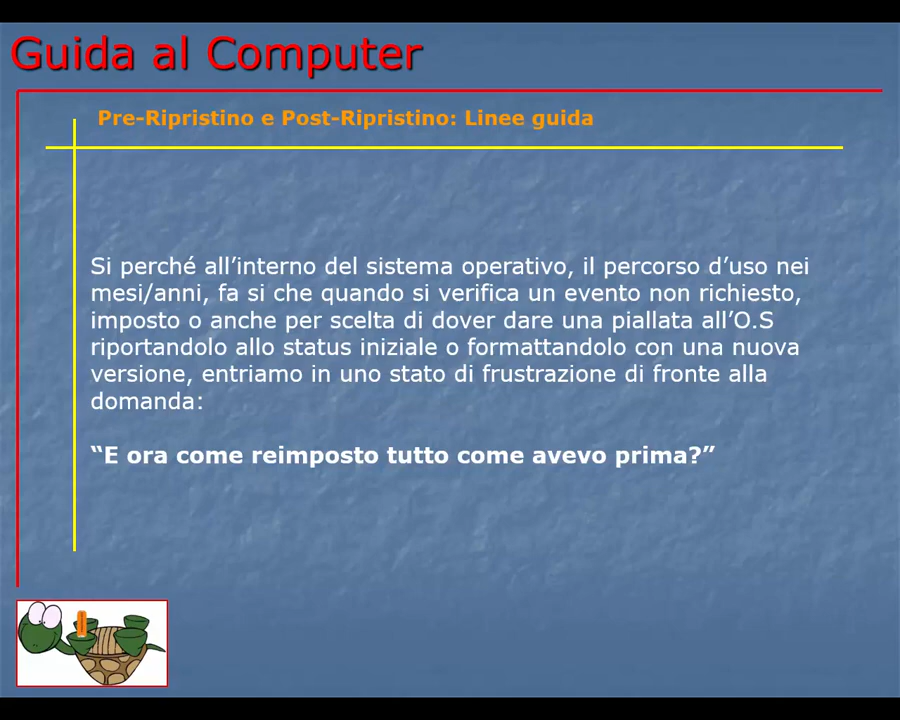 Guida al Computer
Pre-Ripristino e Post-Ripristino: Linee guida
Si perché all’interno del sistema operativo, il percorso d’uso nei
mesi/anni, fa si che quando si verifica un evento non richiesto,
imposto o anche per scelta di dover dare una piallata all’O.S
riportandolo allo status iniziale o formattandolo con una nuova
versione, entriamo in uno stato di frustrazione di fronte alla
domanda:
“E ora come reimposto tutto come avevo prima?”